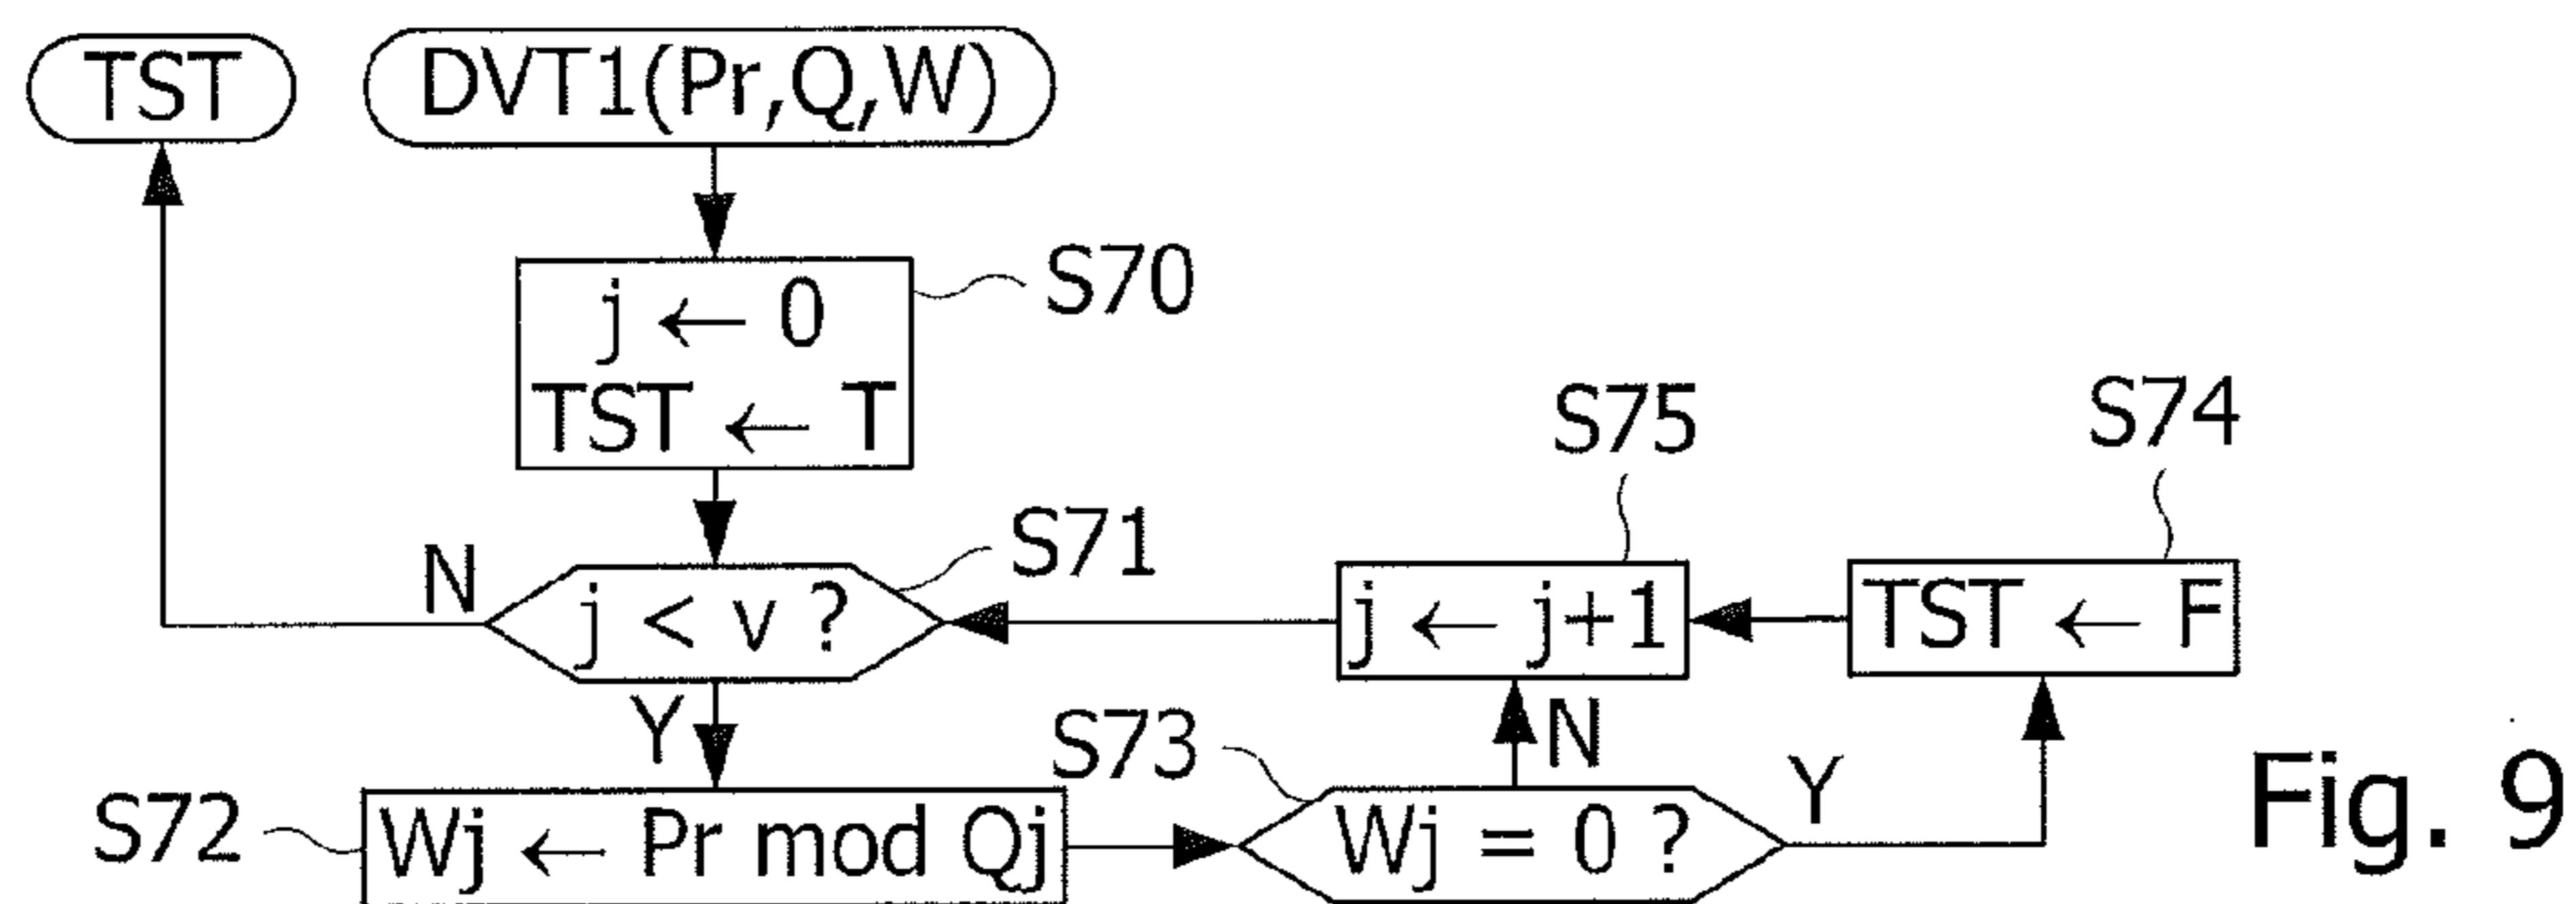 TST
DVT1(Pr,Q,W)
S70
j ← 0
TST ← T
S71
N
j < v ?
Y
S75
j ← j+1
S74
TST ← F
S72
Wj ← Pr mod Qj
S73
Wj = 0 ?
N
Y
Fig. 9